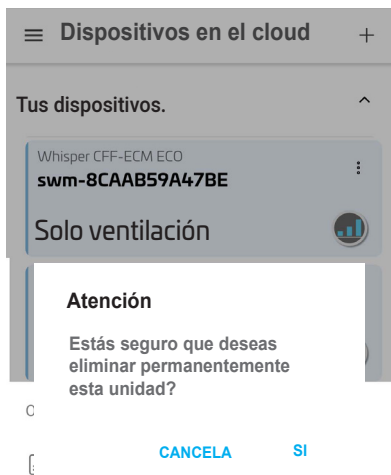 Dispositivos en el cloud
Tus dispositivos.
Whisper CFF-ECM ECO
swm-8CAAB59A47BE
Solo ventilación
Atención
Estás seguro que deseas
eliminar permanentemente
esta unidad?
CANCELA SI